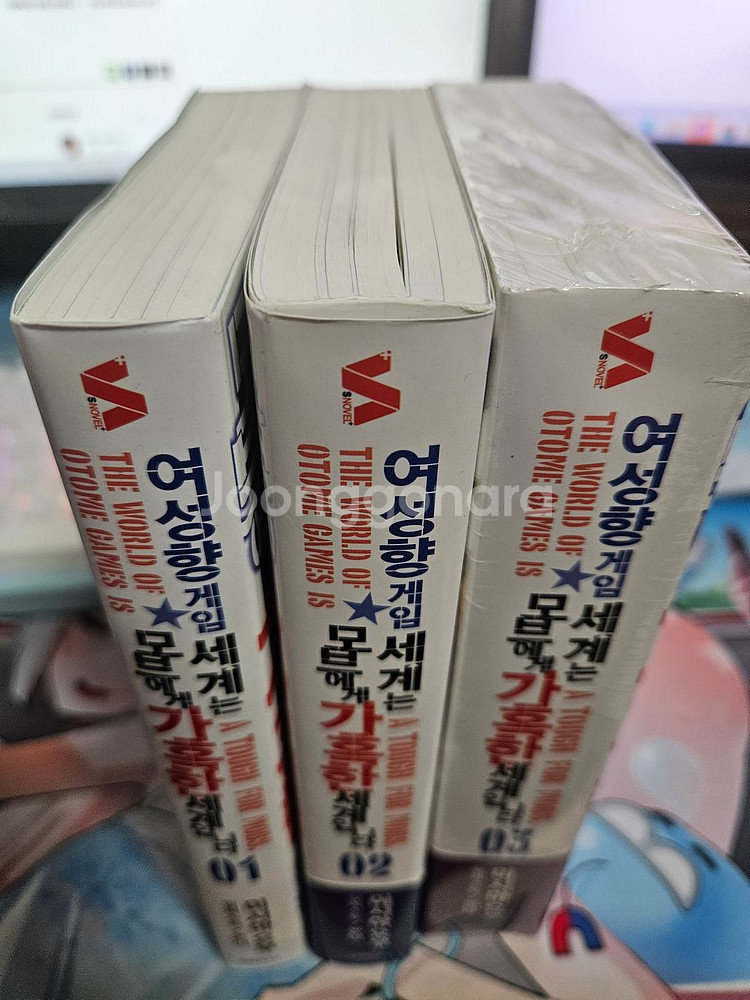 S NOVEL+
THE WORLD OF
OTOME GAMES IS
여성향 게임
세계는
모브에게
가혹한
세계입니다
A TOUGH FOR MOBS
01
S NOVEL+
THE WORLD OF
OTOME GAMES IS
여성향 게임
세계는
모브에게
가혹한
세계입니다
A TOUGH FOR MOBS
02
S NOVEL+
THE WORLD OF
OTOME GAMES IS
여성향 게임
세계는
모브에게
가혹한
세계입니다
A TOUGH FOR MOBS
03
Joonggonara